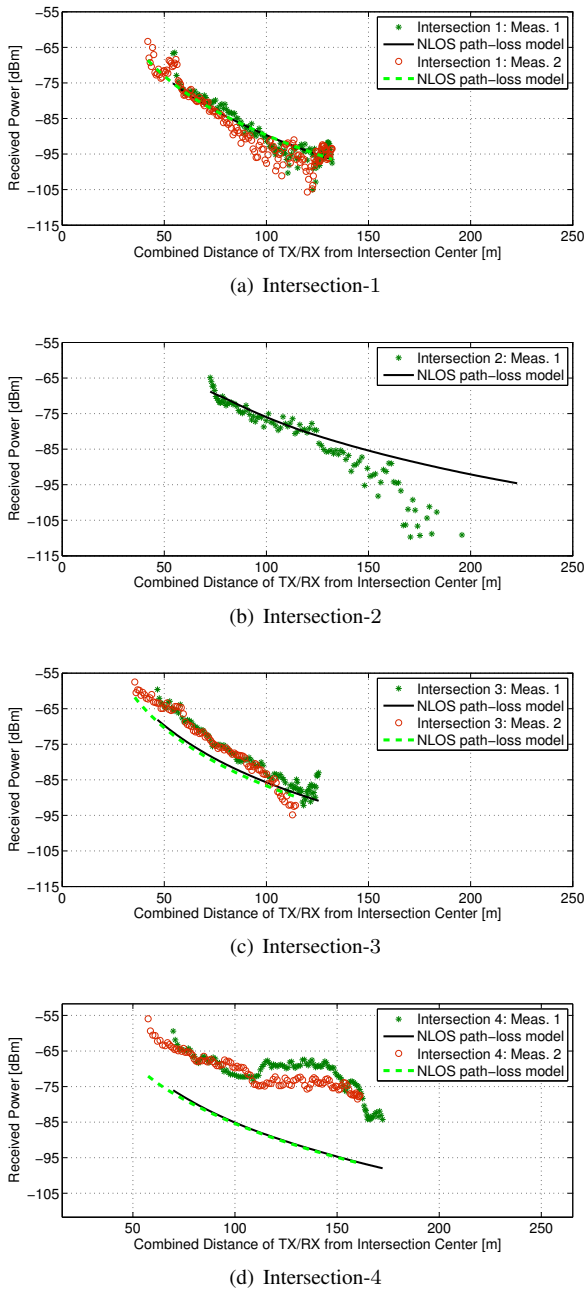 −55
−65
−75
−85
−95
−105
−115
Received Power [dBm]
Intersection 1: Meas. 1
NLOS path−loss model
Intersection 1: Meas. 2
NLOS path−loss model
0 50 100 150 200 250
Combined Distance of TX/RX from Intersection Center [m]
(a) Intersection-1
−55
−65
−75
−85
−95
−105
−115
Received Power [dBm]
Intersection 2: Meas. 1
NLOS path−loss model
0 50 100 150 200 250
Combined Distance of TX/RX from Intersection Center [m]
(b) Intersection-2
−55
−65
−75
−85
−95
−105
−115
Received Power [dBm]
Intersection 3: Meas. 1
NLOS path−loss model
Intersection 3: Meas. 2
NLOS path−loss model
0 50 100 150 200 250
Combined Distance of TX/RX from Intersection Center [m]
(c) Intersection-3
−55
−65
−75
−85
−95
−105
Received Power [dBm]
Intersection 4: Meas. 1
NLOS path−loss model
Intersection 4: Meas. 2
NLOS path−loss model
50 100 150 200 250
Combined Distance of TX/RX from Intersection Center [m]
(d) Intersection-4